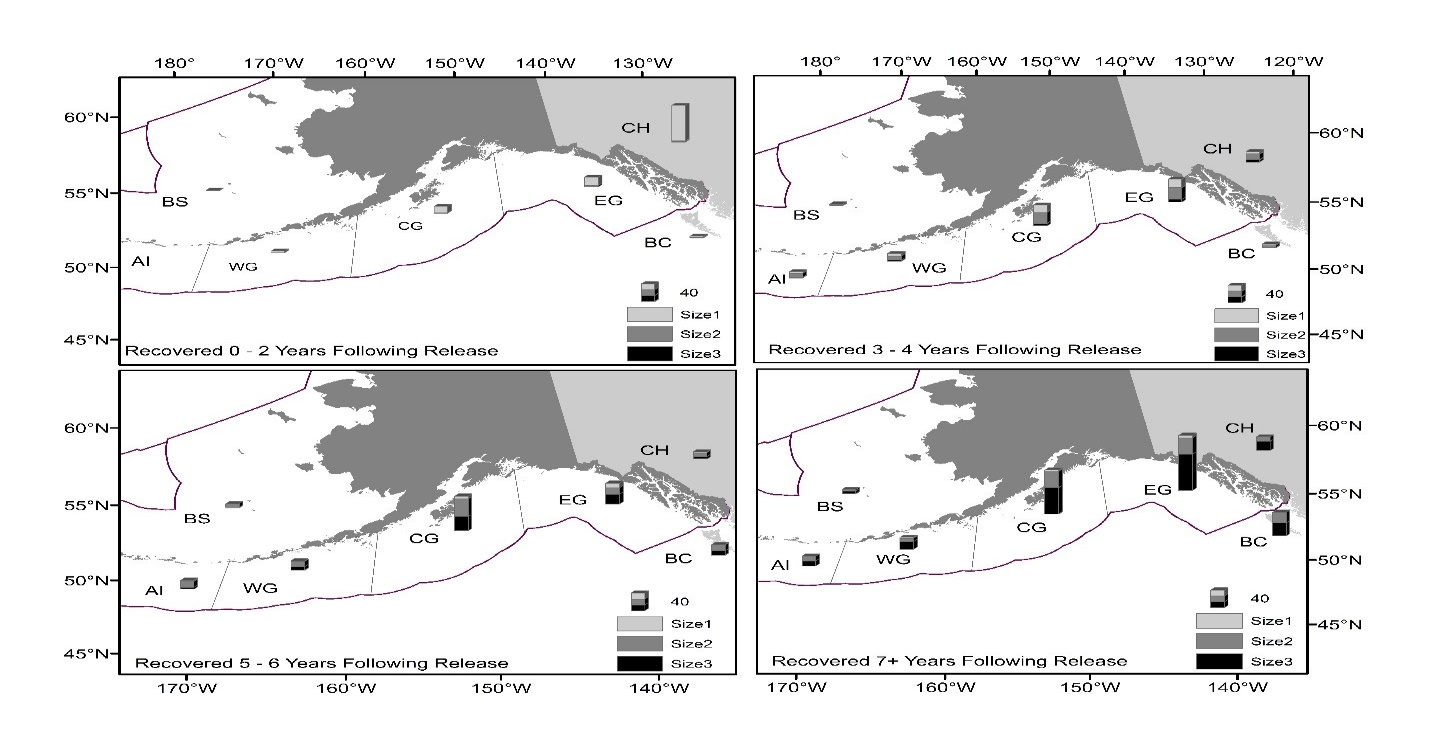 180° 170°W 160°W 150°W 140°W 130°W
60°N
CH
55°N
BS
EG
CG
BC
AI
WG
50°N
40
Size1
Size2
45°N
Size3
Recovered 0 - 2 Years Following Release
180° 170°W 160°W 150°W 140°W 130°W 120°W
60°N
CH
EG
55°N
BS
CG
BC
WG
50°N
AI
40
Size1
Size2
45°N
Size3
Recovered 3 - 4 Years Following Release
60°N
CH
55°N
EG
BS
CG
BC
50°N
AI
WG
40
Size1
Size2
45°N
Size3
Recovered 5 - 6 Years Following Release
170°W 160°W 150°W 140°W
60°N
CH
EG
55°N
BS
CG
BC
50°N
WG
AI
40
Size1
45°N
Size2
Size3
Recovered 7+ Years Following Release
170°W 160°W 150°W 140°W